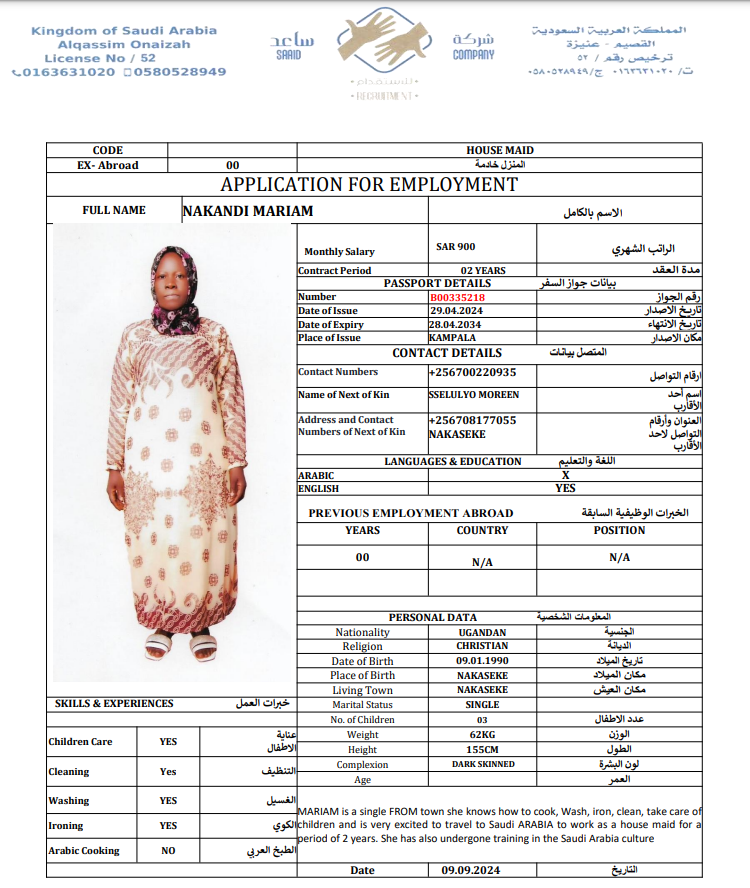 Kingdom of Saudi Arabia
Alqassim Onaizah
License No / 52
0163631020 0580528949
ساعد
SAAID
شركة
COMPANY
للاستقدام
RECRUITMENT
المملكة العربية السعودية
القصيم - عنيزة
ترخيص رقم / ٥٢
ت/ ٠١٦٣٦٣١٠٢٠ ج/ ٠٥٨٠٥٢٨٩٤٩
CODE HOUSE MAID
EX- Abroad 00 المنزل خادمة
APPLICATION FOR EMPLOYMENT
FULL NAME NAKANDI MARIAM الاسم بالكامل
Monthly Salary SAR 900 الراتب الشهري
Contract Period 02 YEARS مدة العقد
PASSPORT DETAILS بيانات جواز السفر
Number B00335218 رقم الجواز
Date of Issue 29.04.2024 تاريخ الاصدار
Date of Expiry 28.04.2034 تاريخ الانتهاء
Place of Issue KAMPALA مكان الاصدار
CONTACT DETAILS المتصل بيانات
Contact Numbers +256700220935 ارقام التواصل
Name of Next of Kin SSELULYO MOREEN اسم أحد
الأقارب
Address and Contact +256708177055 العنوان وأرقام
Numbers of Next of Kin NAKASEKE التواصل لاحد
الأقارب
LANGUAGES & EDUCATION اللغة والتعليم
ARABIC X
ENGLISH YES
PREVIOUS EMPLOYMENT ABROAD الخبرات الوظيفية السابقة
YEARS COUNTRY POSITION
00 N/A N/A
PERSONAL DATA المعلومات الشخصية
Nationality UGANDAN الجنسية
Religion CHRISTIAN الديانة
Date of Birth 09.01.1990 تاريخ الميلاد
Place of Birth NAKASEKE مكان الميلاد
Living Town NAKASEKE مكان العيش
Marital Status SINGLE
No. of Children 03 عدد الاطفال
Weight 62KG الوزن
Height 155CM الطول
Complexion DARK SKINNED لون البشرة
Age العمر
SKILLS & EXPERIENCES خبرات العمل
Children Care YES عناية
الاطفال
Cleaning Yes التنظيف
Washing YES الغسيل
Ironing YES الكوي
Arabic Cooking NO الطبخ العربي
MARIAM is a single FROM town she knows how to cook, Wash, iron, clean, take care of
children and is very excited to travel to Saudi ARABIA to work as a house maid for a
period of 2 years. She has also undergone training in the Saudi Arabia culture
Date 09.09.2024 التاريخ